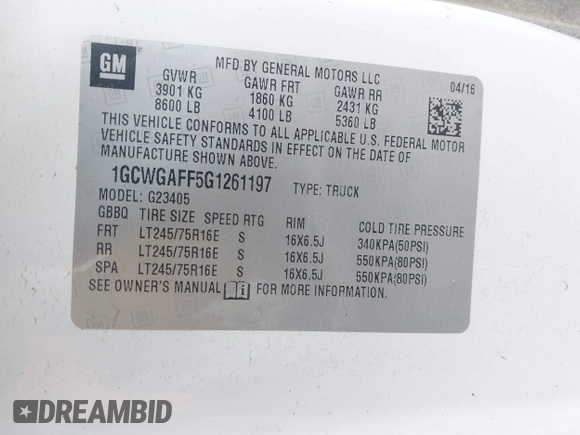 GM
MFD BY GENERAL MOTORS LLC
04/16
GVWR GAWR FRT GAWR RR
3901 KG 1860 KG 2431 KG
8600 LB 4100 LB 5360 LB
THIS VEHICLE CONFORMS TO ALL APPLICABLE U.S. FEDERAL MOTOR
VEHICLE SAFETY STANDARDS IN EFFECT ON THE DATE OF
MANUFACTURE SHOWN ABOVE.
1GCWGAFF5G1261197 TYPE: TRUCK
MODEL: G23405
GBBQ TIRE SIZE SPEED RTG RIM COLD TIRE PRESSURE
FRT LT245/75R16E S 16X6.5J 340KPA(50PSI)
RR LT245/75R16E S 16X6.5J 550KPA(80PSI)
SPA LT245/75R16E S 16X6.5J 550KPA(80PSI)
SEE OWNER'S MANUAL FOR MORE INFORMATION.
DREAMBID